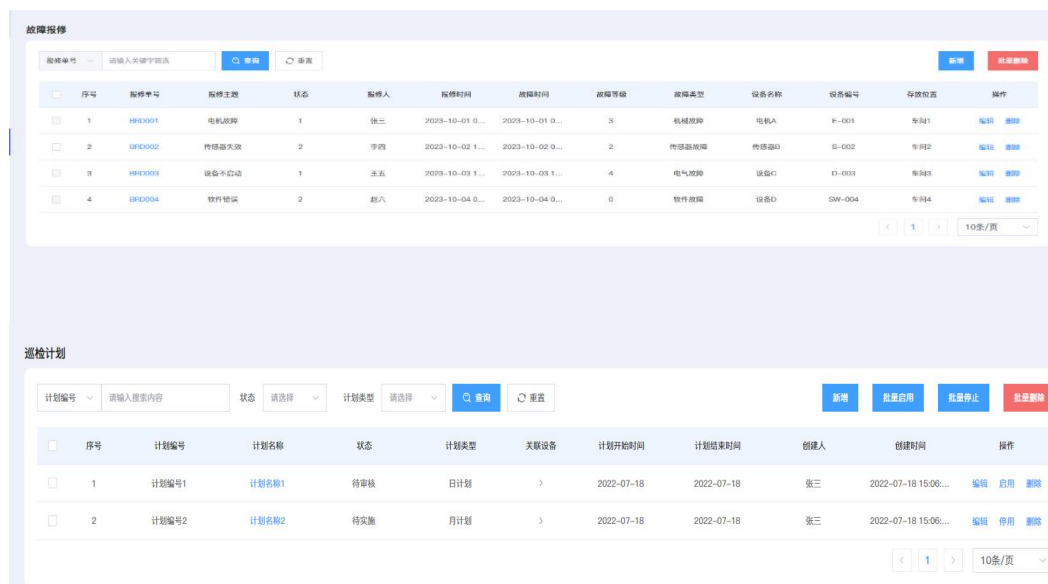 故障报修
报修单号 请输入关键字筛选 查询 重置 新增 批量删除
序号 报修单号 报修主题 状态 报修人 报修时间 故障时间 故障等级 故障类型 设备名称 设备编号 存放位置 操作
1 BRD001 电机故障 1 张三 2023-10-01 0... 2023-10-01 0... 3 机械故障 电机A E-001 车间1 编辑 删除
2 BRD002 传感器失效 2 李四 2023-10-02 1... 2023-10-02 0... 2 传感器故障 传感器B S-002 车间2 编辑 删除
3 BRD003 设备不启动 1 王五 2023-10-03 1... 2023-10-03 1... 4 电气故障 设备C D-003 车间3 编辑 删除
4 BRD004 软件错误 2 赵六 2023-10-04 0... 2023-10-04 0... 0 软件故障 设备D SW-004 车间4 编辑 删除
1 10条/页
巡检计划
计划编号 请输入搜索内容 状态 请选择 计划类型 请选择 查询 重置 新增 批量启用 批量停止 批量删除
序号 计划编号 计划名称 状态 计划类型 关联设备 计划开始时间 计划结束时间 创建人 创建时间 操作
1 计划编号1 计划名称1 待审核 日计划 2022-07-18 2022-07-18 张三 2022-07-18 15:06:... 编辑 启用 删除
2 计划编号2 计划名称2 待实施 月计划 2022-07-18 2022-07-18 张三 2022-07-18 15:06:... 编辑 停用 删除
1 10条/页